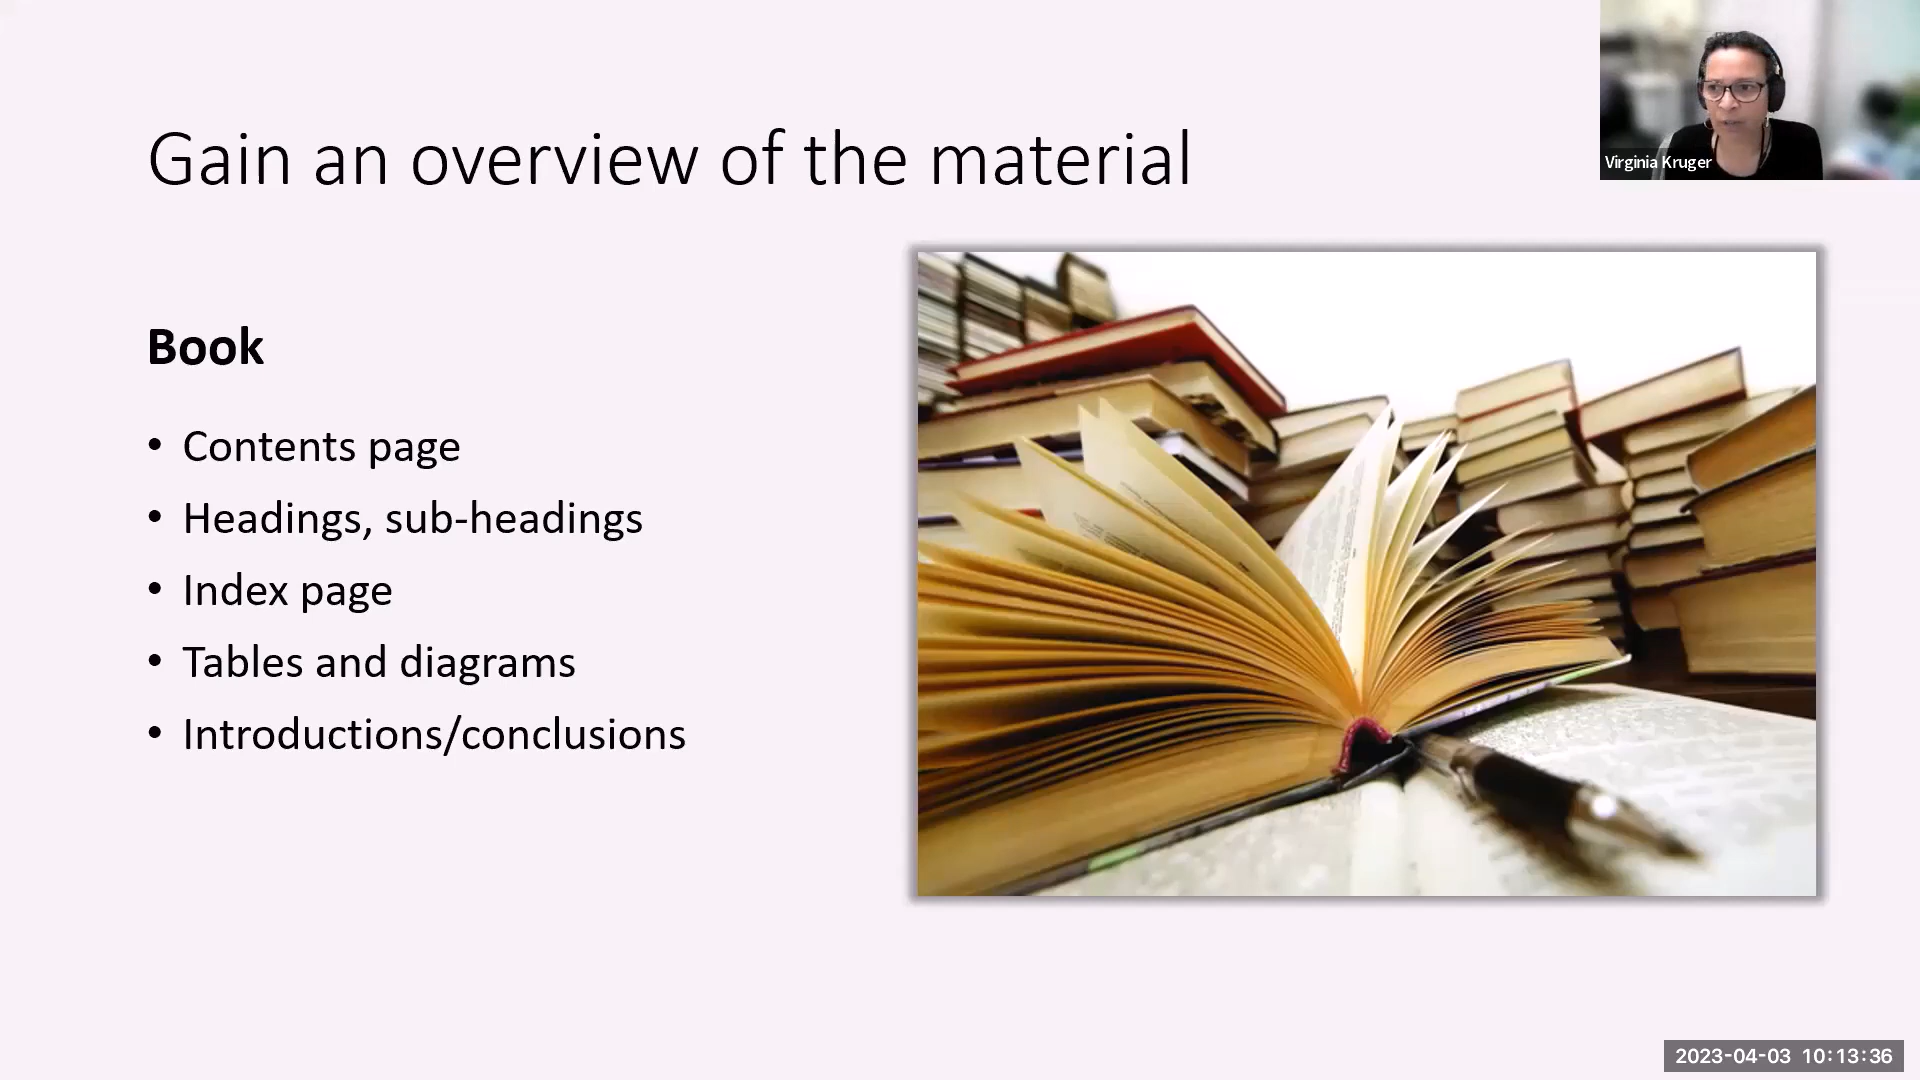 Gain an overview of the material
Virginia Kruger
Book
• Contents page
• Headings, sub-headings
• Index page
• Tables and diagrams
• Introductions/conclusions
2023-04-03 10:13:36